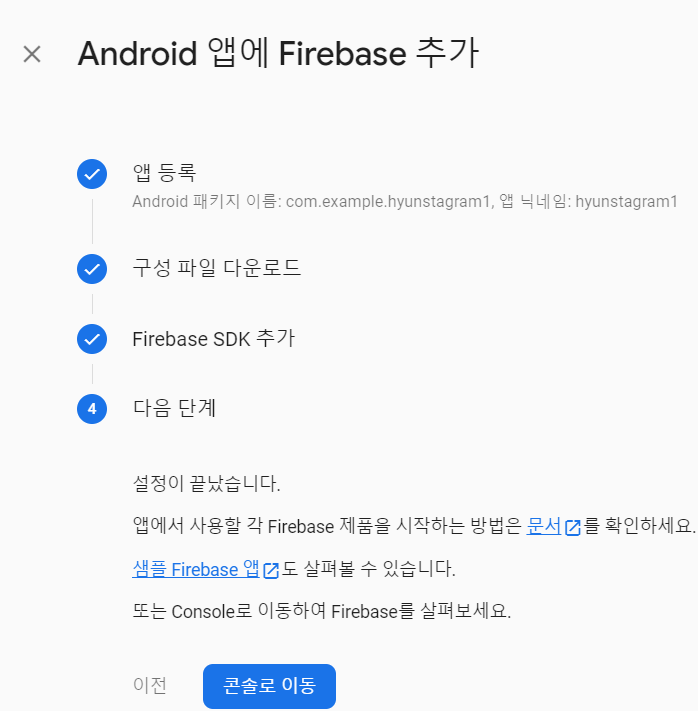 Android 앱에 Firebase 추가
앱 등록
Android 패키지 이름: com.example.hyunstagram1, 앱 닉네임: hyunstagram1
구성 파일 다운로드
Firebase SDK 추가
4 다음 단계
설정이 끝났습니다.
앱에서 사용할 각 Firebase 제품을 시작하는 방법은 문서를 확인하세요.
샘플 Firebase 앱도 살펴볼 수 있습니다.
또는 Console로 이동하여 Firebase를 살펴보세요.
이전 콘솔로 이동